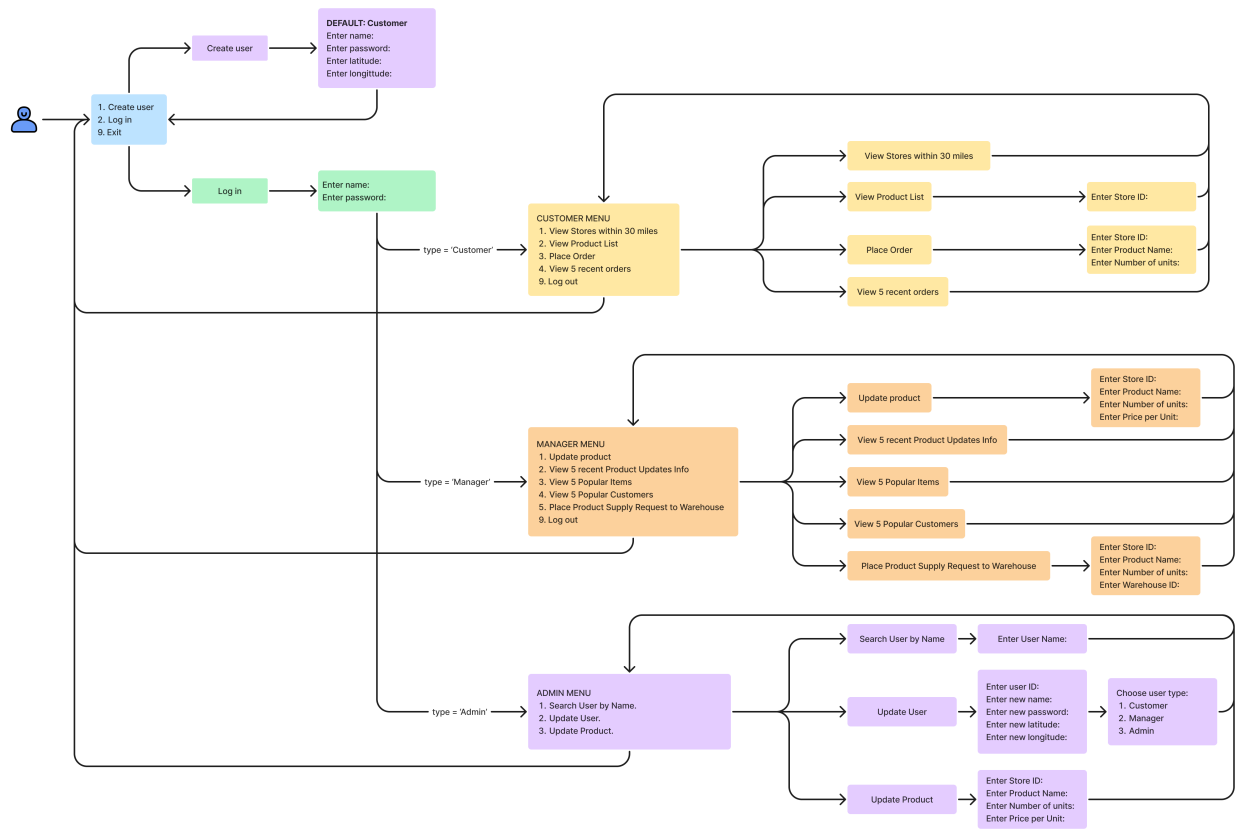 DEFAULT: Customer
Enter name:
Enter password:
Enter latitude:
Enter longittude:
Create user
1. Create user
2. Log in
9. Exit
Log in
Enter name:
Enter password:
type = 'Customer'
CUSTOMER MENU
1. View Stores within 30 miles
2. View Product List
3. Place Order
4. View 5 recent orders
9. Log out
View Stores within 30 miles
View Product List
Enter Store ID:
Place Order
Enter Store ID:
Enter Product Name:
Enter Number of units:
View 5 recent orders
type = 'Manager'
MANAGER MENU
1. Update product
2. View 5 recent Product Updates Info
3. View 5 Popular Items
4. View 5 Popular Customers
5. Place Product Supply Request to Warehouse
9. Log out
Update product
Enter Store ID:
Enter Product Name:
Enter Number of units:
Enter Price per Unit:
View 5 recent Product Updates Info
View 5 Popular Items
View 5 Popular Customers
Place Product Supply Request to Warehouse
Enter Store ID:
Enter Product Name:
Enter Number of units:
Enter Warehouse ID:
type = 'Admin'
ADMIN MENU
1. Search User by Name.
2. Update User.
3. Update Product.
Search User by Name
Enter User Name:
Update User
Enter user ID:
Enter new name:
Enter new password:
Enter new latitude:
Enter new longitude:
Choose user type:
1. Customer
2. Manager
3. Admin
Update Product
Enter Store ID:
Enter Product Name:
Enter Number of units:
Enter Price per Unit: